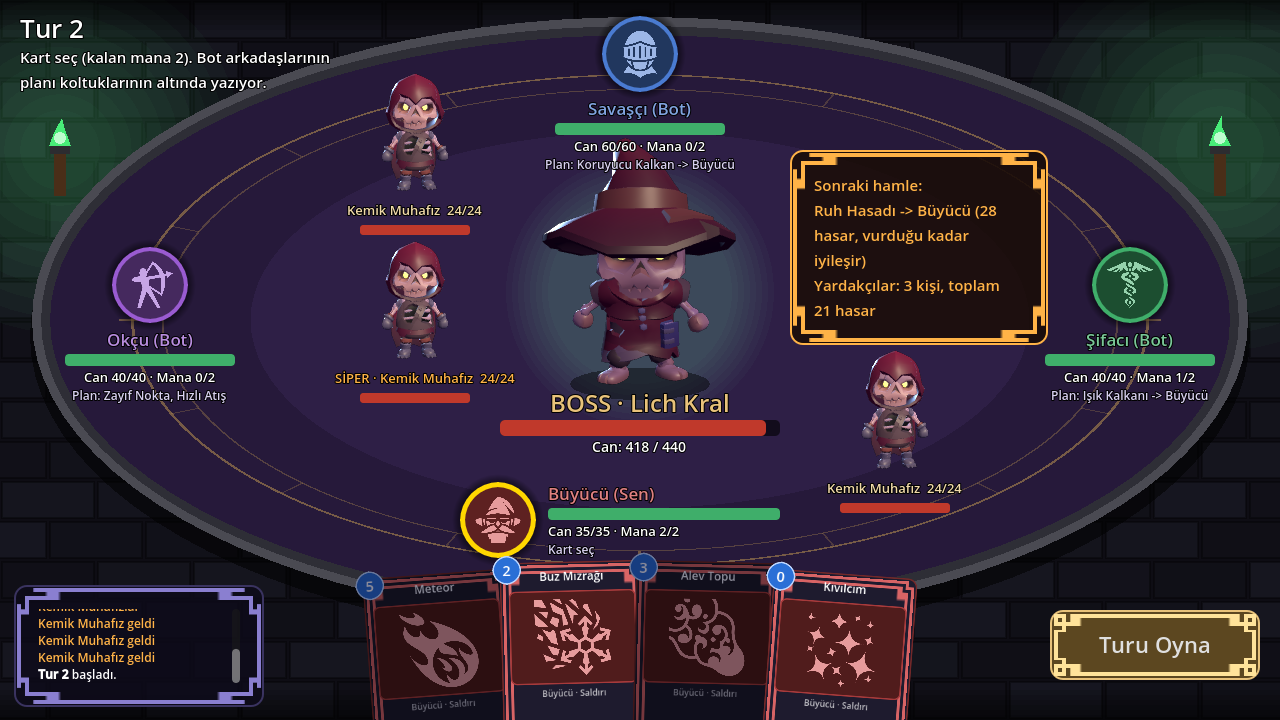 Tur 2
Kart seç (kalan mana 2). Bot arkadaşlarının
planı koltuklarının altında yazıyor.
Savaşçı (Bot)
Can 60/60 · Mana 0/2
Plan: Koruyucu Kalkan -> Büyücü
Kemik Muhafız 24/24
Sonraki hamle:
Ruh Hasadı -> Büyücü (28
hasar, vurduğu kadar
iyileşir)
Yardakçılar: 3 kişi, toplam
21 hasar
Okçu (Bot)
Can 40/40 · Mana 0/2
Plan: Zayıf Nokta, Hızlı Atış
Şifacı (Bot)
Can 40/40 · Mana 1/2
Plan: Işık Kalkanı -> Büyücü
SİPER · Kemik Muhafız 24/24
BOSS · Lich Kral
Can: 418 / 440
Kemik Muhafız 24/24
Büyücü (Sen)
Can 35/35 · Mana 2/2
Kart seç
5
Meteor
Büyücü · Saldırı
2
Buz Mızrağı
Büyücü · Saldırı
3
Alev Topu
Büyücü · Saldırı
0
Kıvılcım
Büyücü · Saldırı
Kemik Muhafız geldi
Kemik Muhafız geldi
Kemik Muhafız geldi
Tur 2 başladı.
Turu Oyna